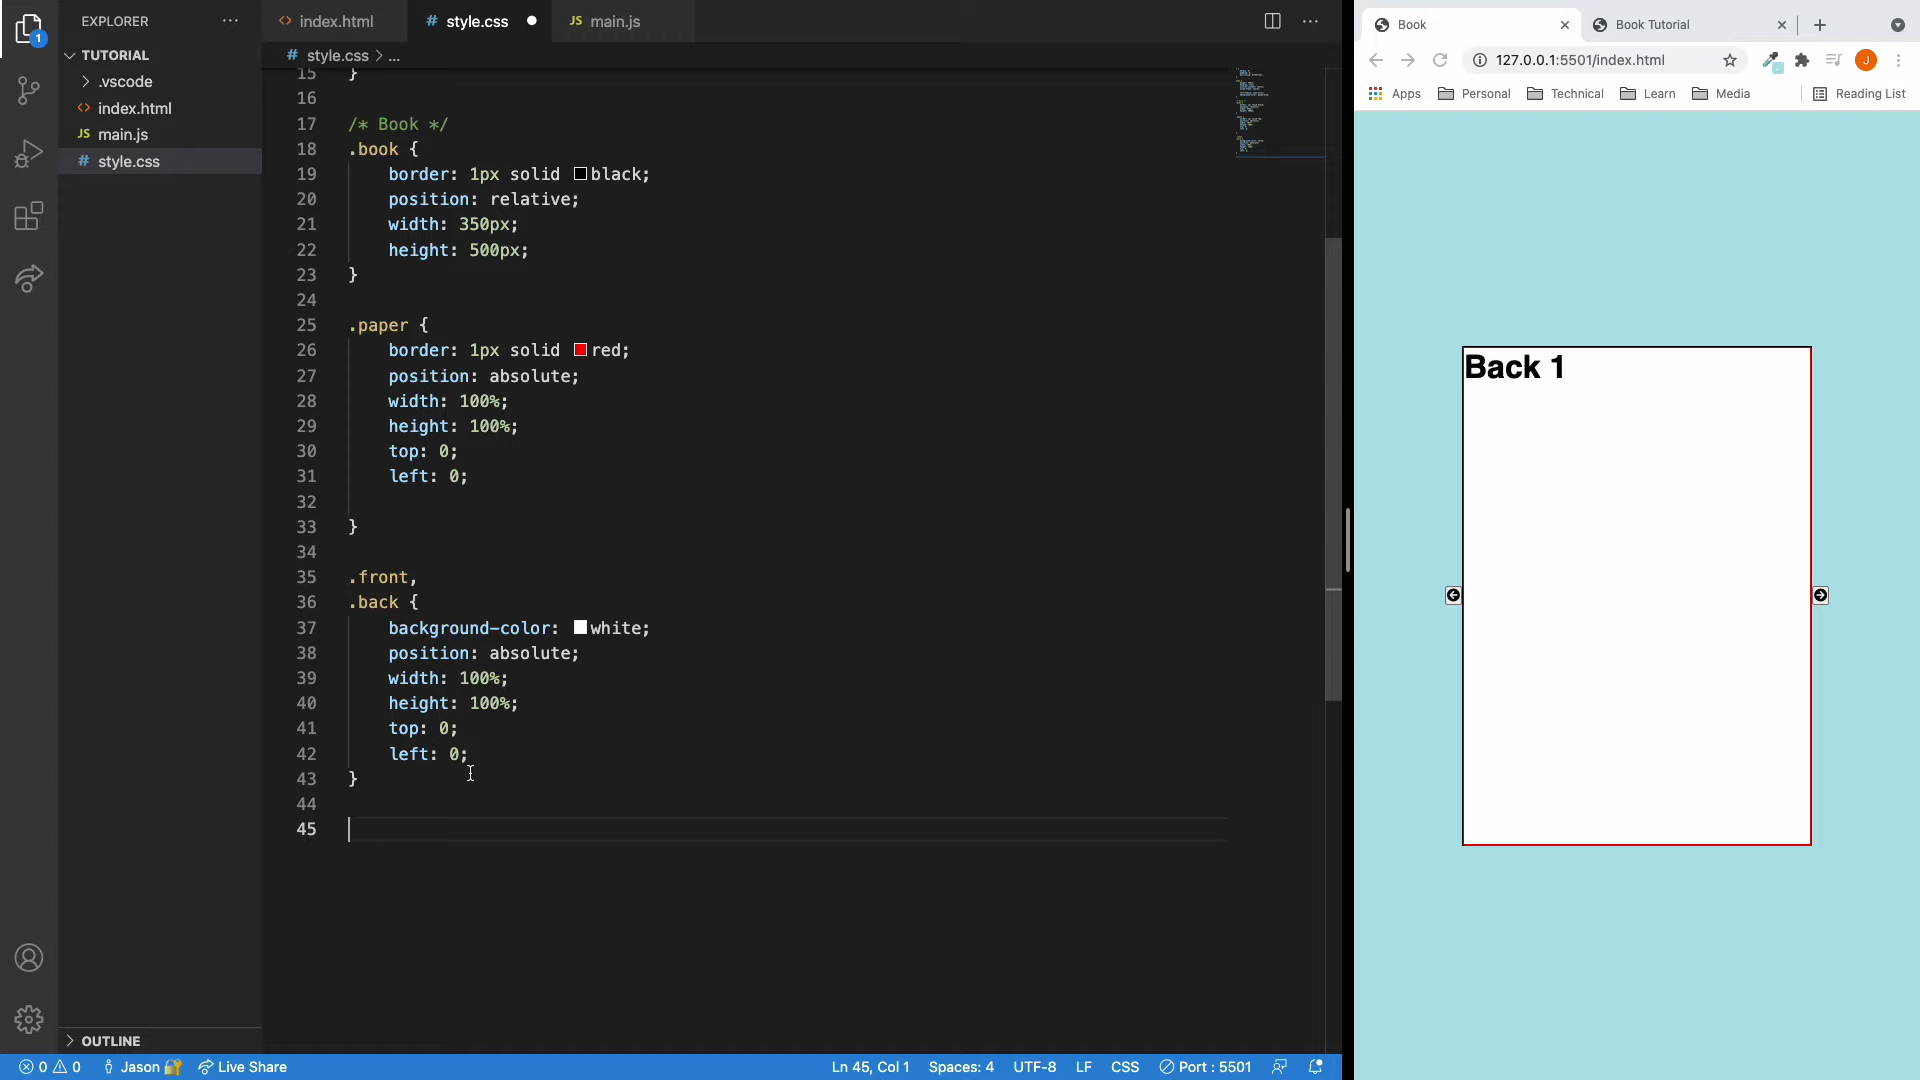 EXPLORER
TUTORIAL
.vscode
index.html
main.js
style.css
OUTLINE
index.html
style.css
main.js
style.css > ...
15 }
16
17 /* Book */
18 .book {
19 border: 1px solid black;
20 position: relative;
21 width: 350px;
22 height: 500px;
23 }
24
25 .paper {
26 border: 1px solid red;
27 position: absolute;
28 width: 100%;
29 height: 100%;
30 top: 0;
31 left: 0;
32
33 }
34
35 .front,
36 .back {
37 background-color: white;
38 position: absolute;
39 width: 100%;
40 height: 100%;
41 top: 0;
42 left: 0;
43 }
44
45
0 0 Jason Live Share
Ln 45, Col 1 Spaces: 4 UTF-8 LF CSS Port : 5501
1
Book
Book Tutorial
127.0.0.1:5501/index.html
J
Apps Personal Technical Learn Media Reading List
Back 1